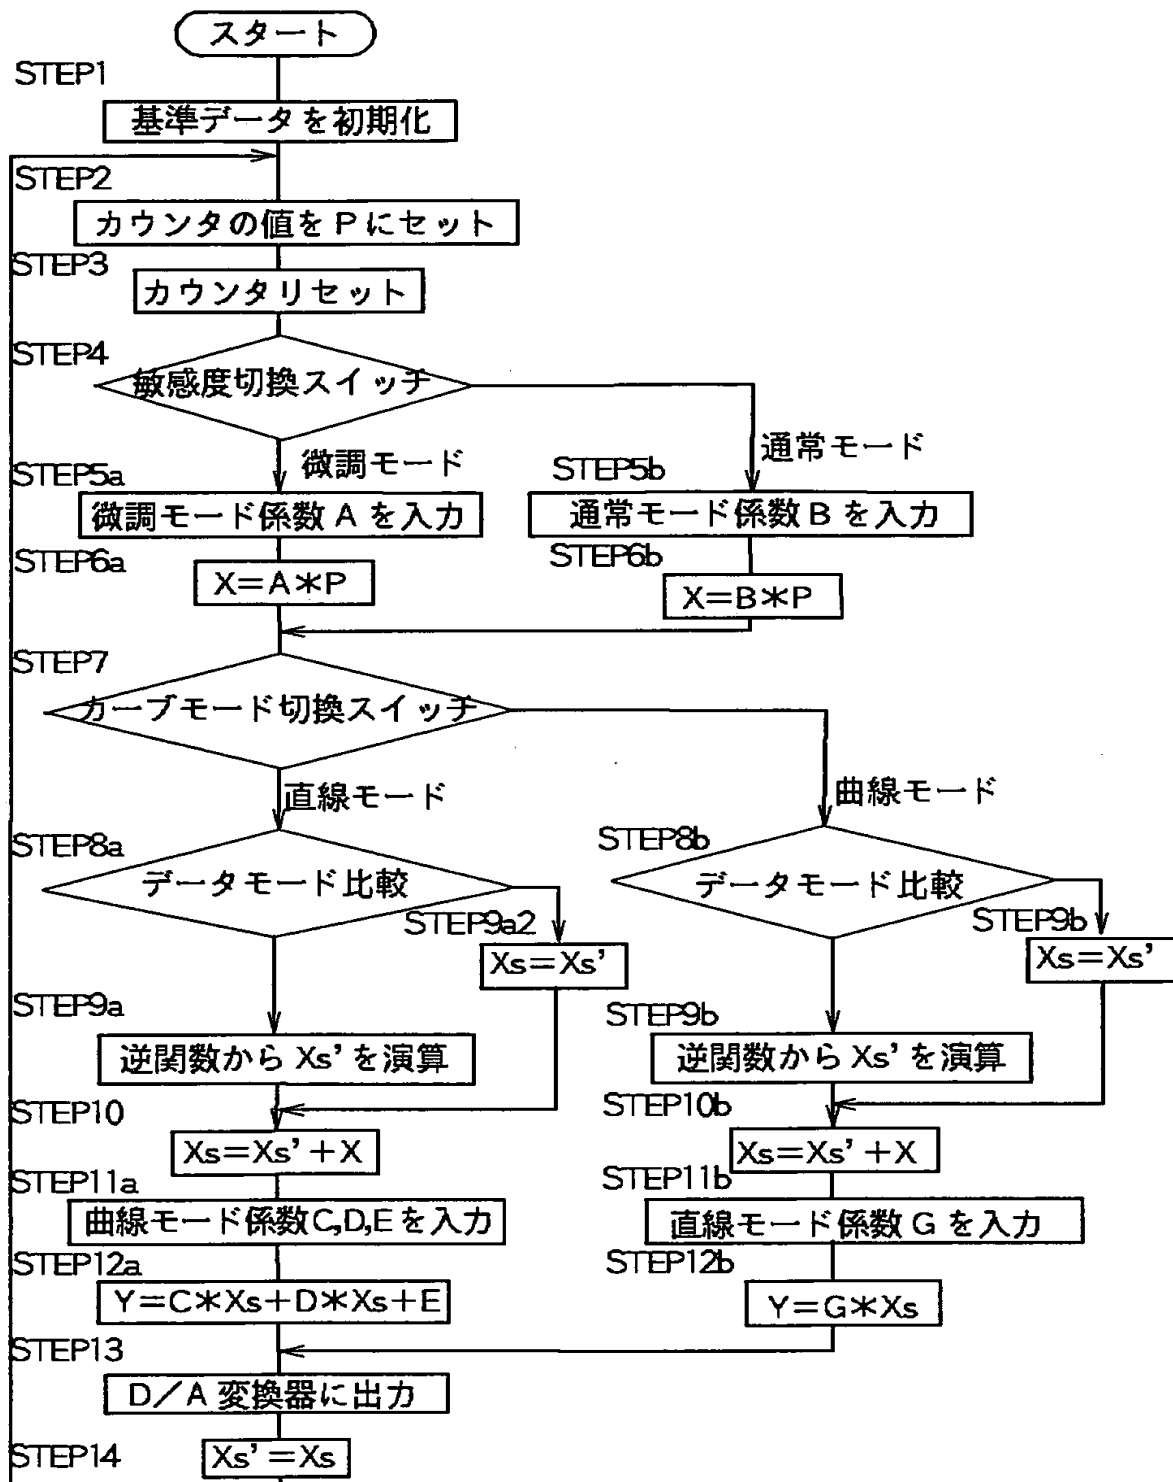 スタート
STEP1
基準データを初期化
STEP2
カウンタの値をPにセット
STEP3
カウンタリセット
STEP4
敏感度切換スイッチ
微調モード
通常モード
STEP5a
微調モード係数Aを入力
STEP5b
通常モード係数Bを入力
STEP6a
X=A*P
STEP6b
X=B*P
STEP7
カーブモード切換スイッチ
直線モード
曲線モード
STEP8a
データモード比較
STEP8b
データモード比較
STEP9a2
Xs=Xs'
STEP9b
Xs=Xs'
STEP9a
逆関数からXs'を演算
STEP9b
逆関数からXs'を演算
STEP10
Xs=Xs'+X
STEP10b
Xs=Xs'+X
STEP11a
曲線モード係数C,D,Eを入力
STEP11b
直線モード係数Gを入力
STEP12a
Y=C*Xs+D*Xs+E
STEP12b
Y=G*Xs
STEP13
D/A変換器に出力
STEP14
Xs'=Xs